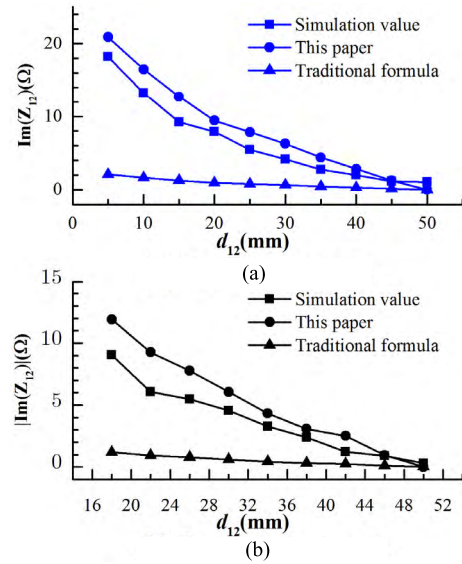 Simulation value
This paper
Traditional formula
Im(Z₁₂)(Ω)
20
10
0
0 10 20 30 40 50
d₁₂(mm)
(a)
Simulation value
This paper
Traditional formula
|Im(Z₁₂)|(Ω)
15
10
5
0
16 20 24 28 32 36 40 44 48 52
d₁₂(mm)
(b)